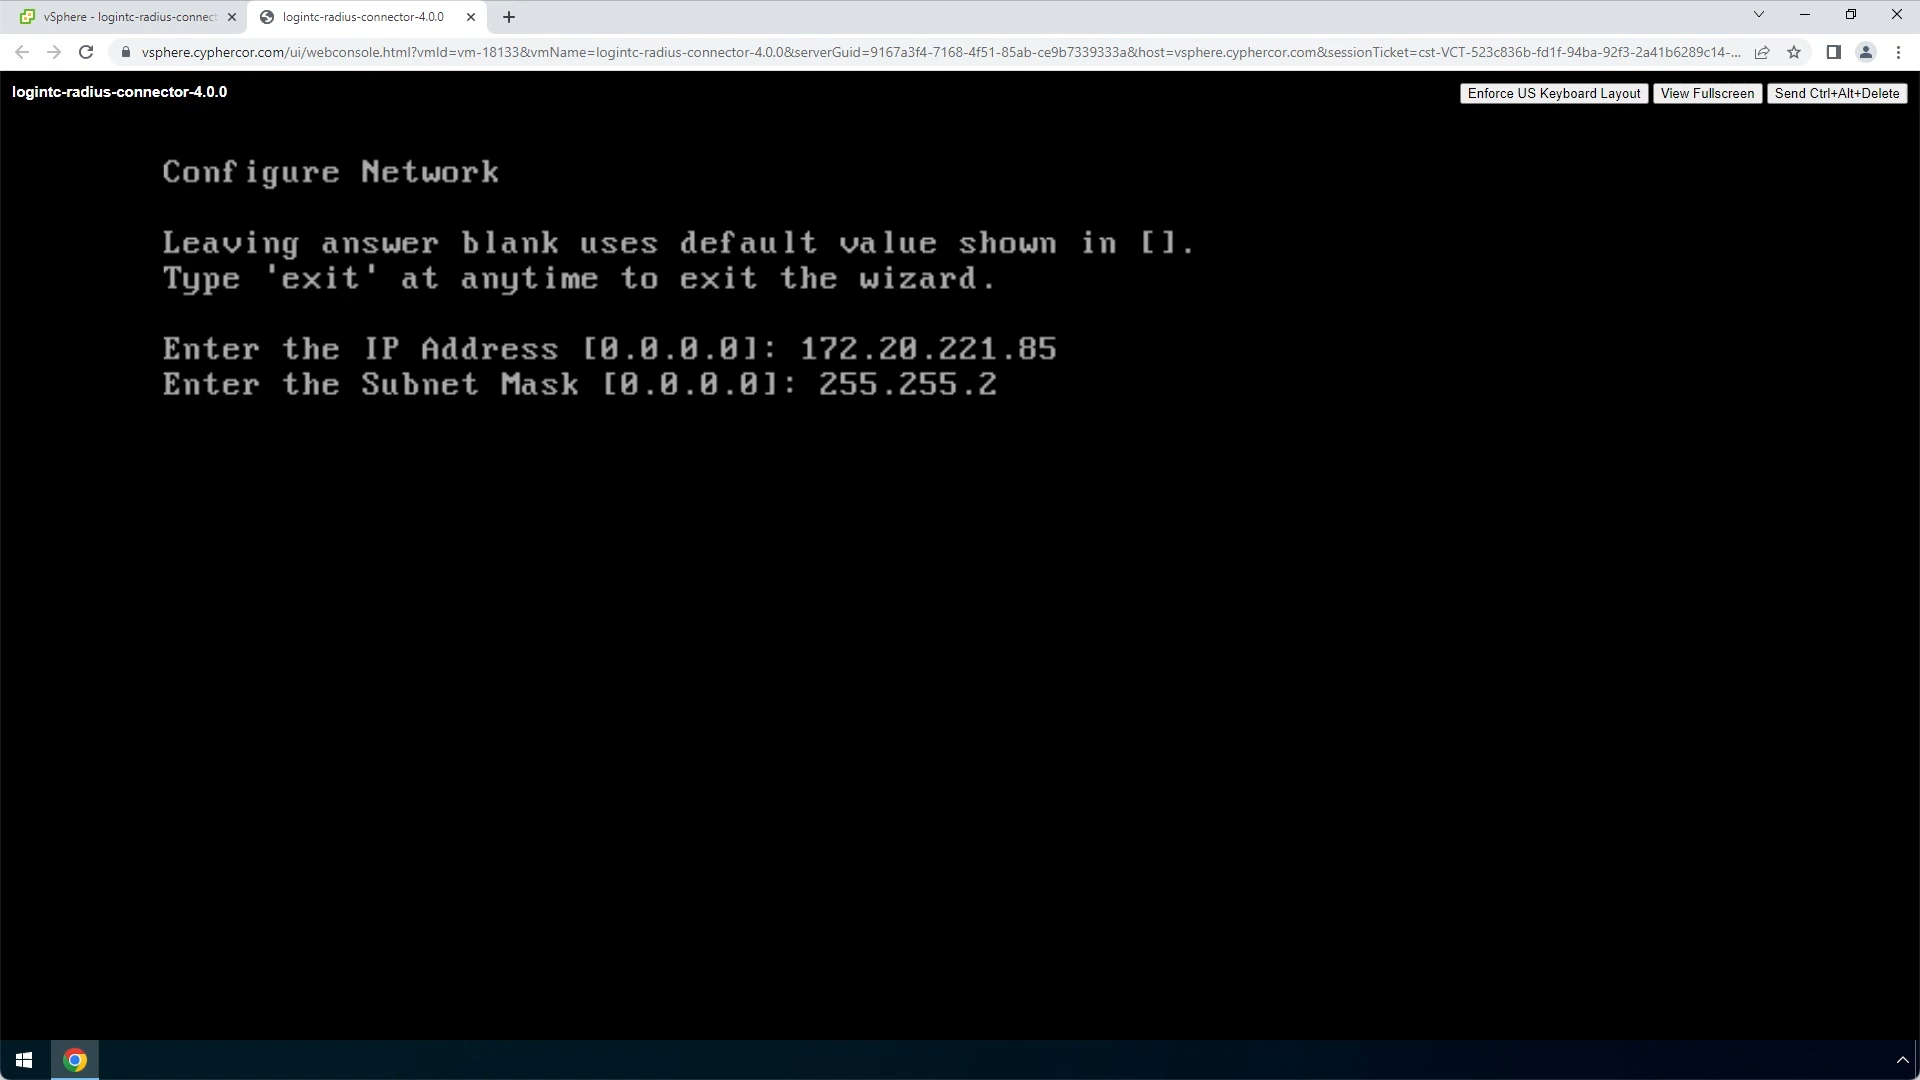 vSphere - logintc-radius-connect
logintc-radius-connector-4.0.0
vsphere.cyphercor.com/ui/webconsole.html?vmId=vm-18133&vmName=logintc-radius-connector-4.0.0&serverGuid=9167a3f4-7168-4f51-85ab-ce9b7339333a&host=vsphere.cyphercor.com&sessionTicket=cst-VCT-523c836b-fd1f-94ba-92f3-2a41b6289c14-...
logintc-radius-connector-4.0.0
Enforce US Keyboard Layout
View Fullscreen
Send Ctrl+Alt+Delete
Configure Network
Leaving answer blank uses default value shown in [].
Type 'exit' at anytime to exit the wizard.
Enter the IP Address [0.0.0.0]: 172.20.221.85
Enter the Subnet Mask [0.0.0.0]: 255.255.2